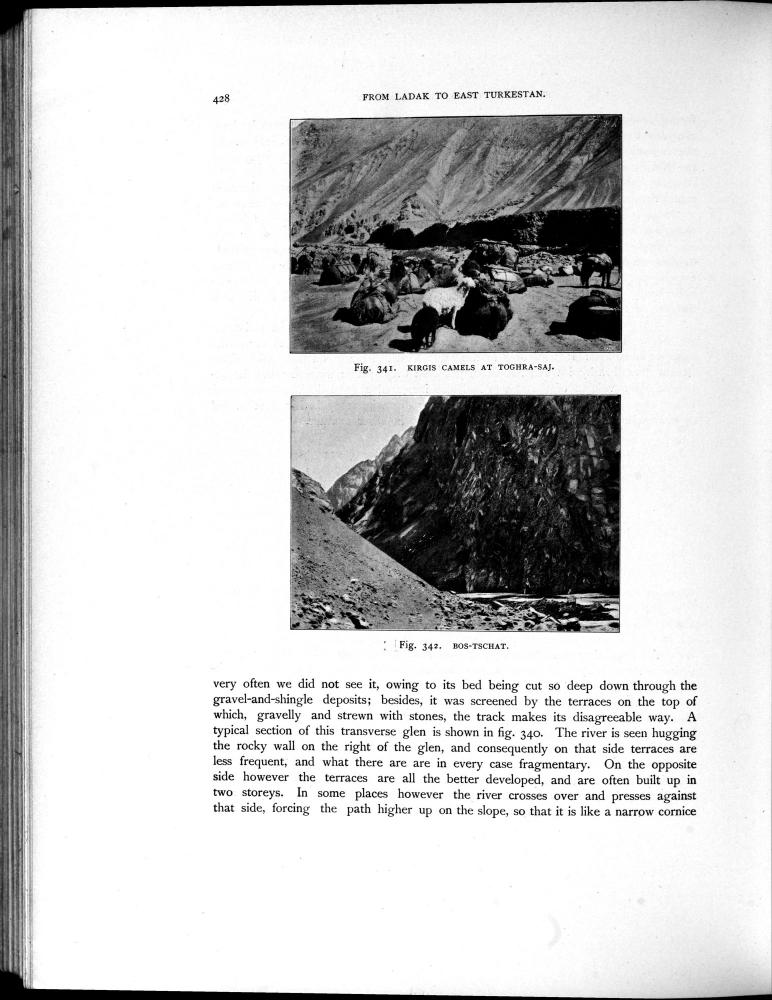 428
FROM LADAK TO EAST TURKESTAN.
Fig. 341. KIRGIS CAMELS AT TOGHRA-SAJ.
Fig. 342. BOS-TSCHAT.
very often we did not see it, owing to its bed being cut so deep down through the
gravel-and-shingle deposits; besides, it was screened by the terraces on the top of
which, gravelly and strewn with stones, the track makes its disagreeable way. A
typical section of this transverse glen is shown in fig. 340. The river is seen hugging
the rocky wall on the right of the glen, and consequently on that side terraces are
less frequent, and what there are are in every case fragmentary. On the opposite
side however the terraces are all the better developed, and are often built up in
two storeys. In some places however the river crosses over and presses against
that side, forcing the path higher up on the slope, so that it is like a narrow cornice